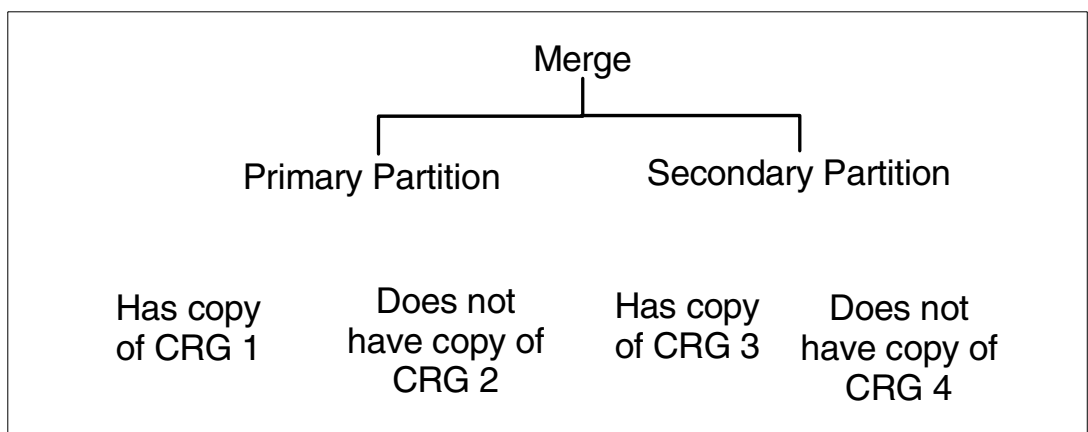 Merge
Primary Partition
Secondary Partition
Has copy
of CRG 1
Does not
have copy of
CRG 2
Has copy
of CRG 3
Does not
have copy of
CRG 4